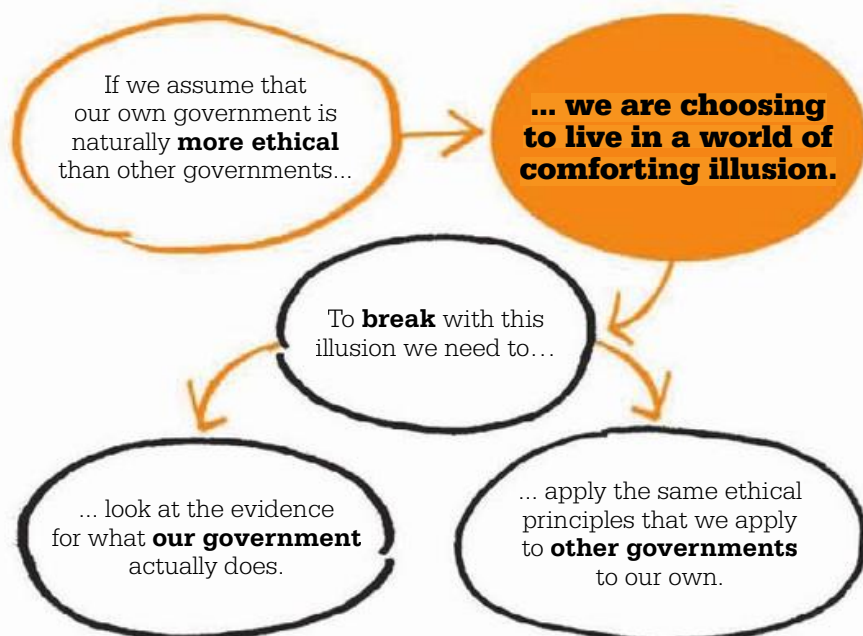 If we assume that
our own government is
naturally more ethical
than other governments...
... we are choosing
to live in a world of
comforting illusion.
To break with this
illusion we need to...
... look at the evidence
for what our government
actually does.
... apply the same ethical
principles that we apply
to other governments
to our own.